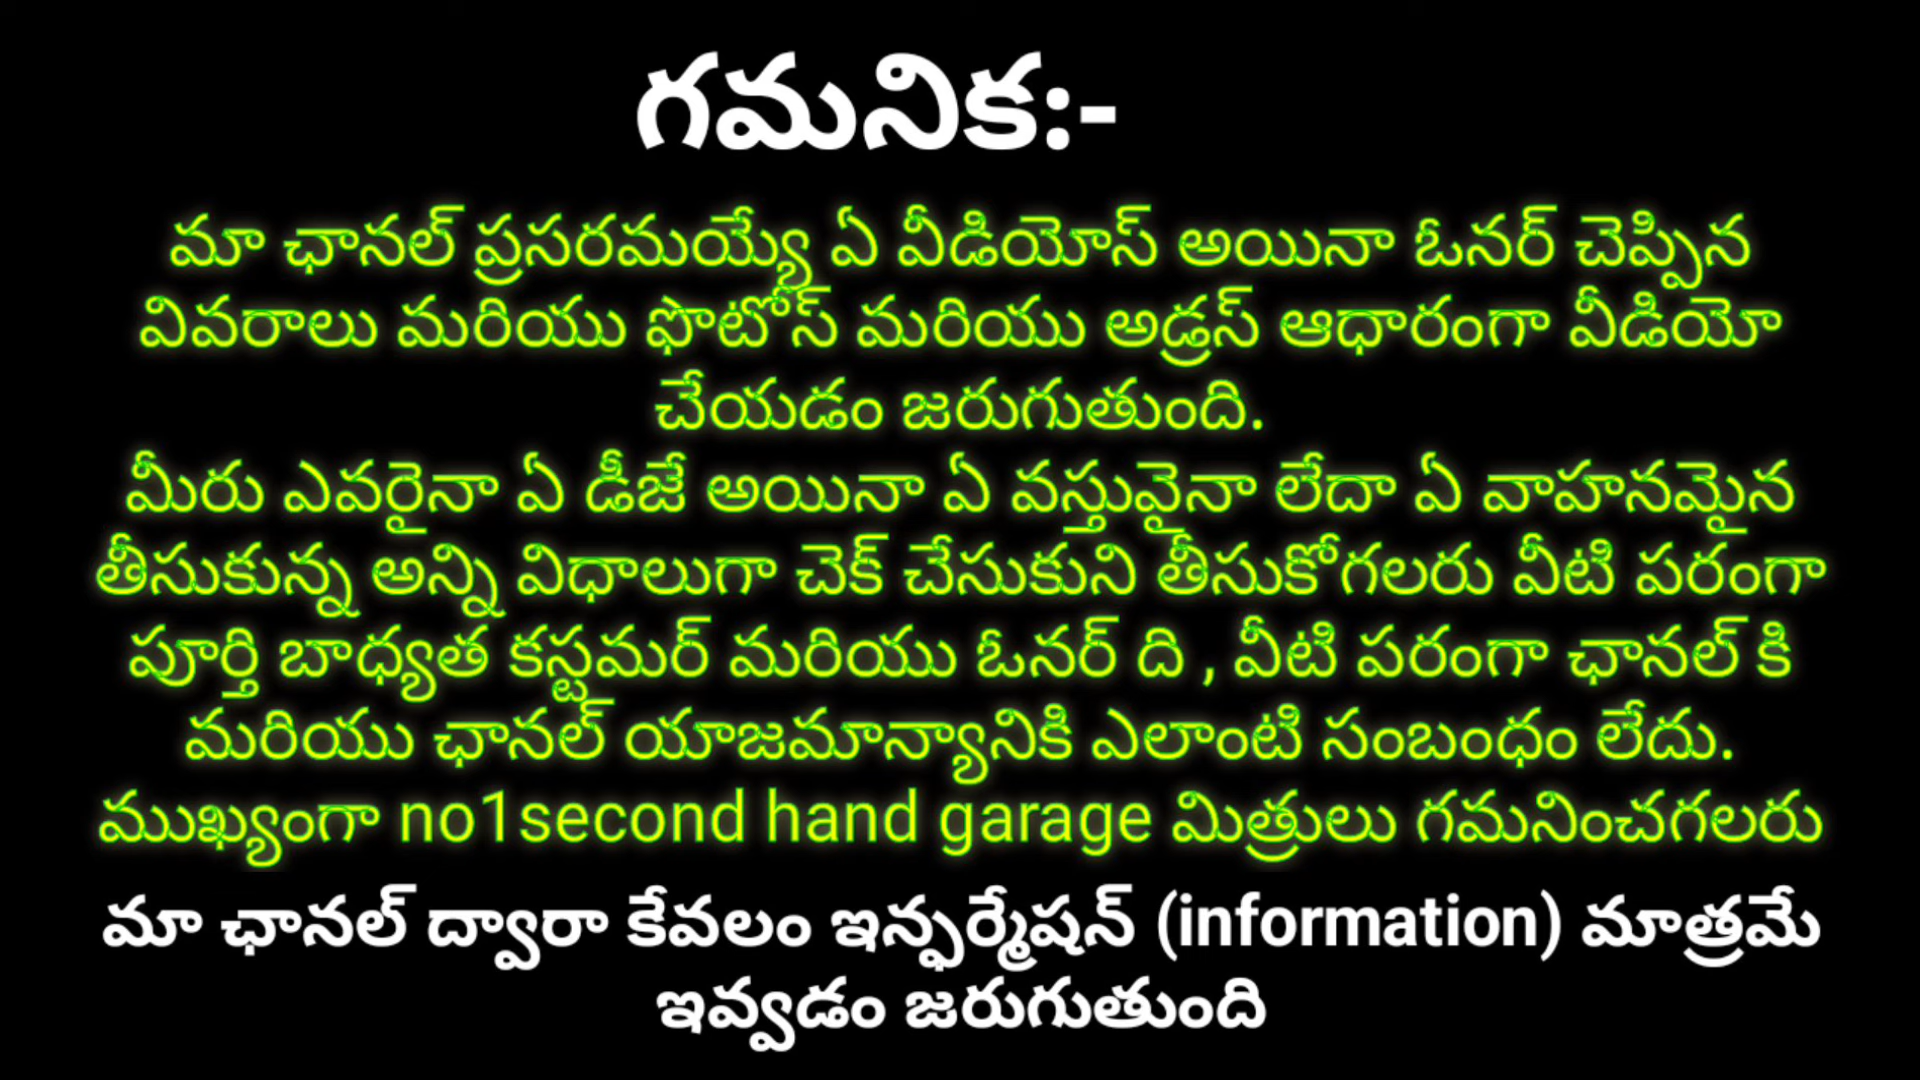 గమనిక:-
మా ఛానల్ ప్రసరమయ్యే ఏ వీడియోస్ అయినా ఓనర్ చెప్పిన
వివరాలు మరియు ఫొటోస్ మరియు అడ్రస్ ఆధారంగా వీడియో
చేయడం జరుగుతుంది.
మీరు ఎవరైనా ఏ డీజే అయినా ఏ వస్తువైనా లేదా ఏ వాహనమైన
తీసుకున్న అన్ని విధాలుగా చెక్ చేసుకుని తీసుకోగలరు వీటి పరంగా
పూర్తి బాధ్యత కస్టమర్ మరియు ఓనర్ ది , వీటి పరంగా ఛానల్ కి
మరియు ఛానల్ యాజమాన్యానికి ఎలాంటి సంబంధం లేదు.
ముఖ్యంగా no1second hand garage మిత్రులు గమనించగలరు
మా ఛానల్ ద్వారా కేవలం ఇన్ఫర్మేషన్ (information) మాత్రమే
ఇవ్వడం జరుగుతుంది